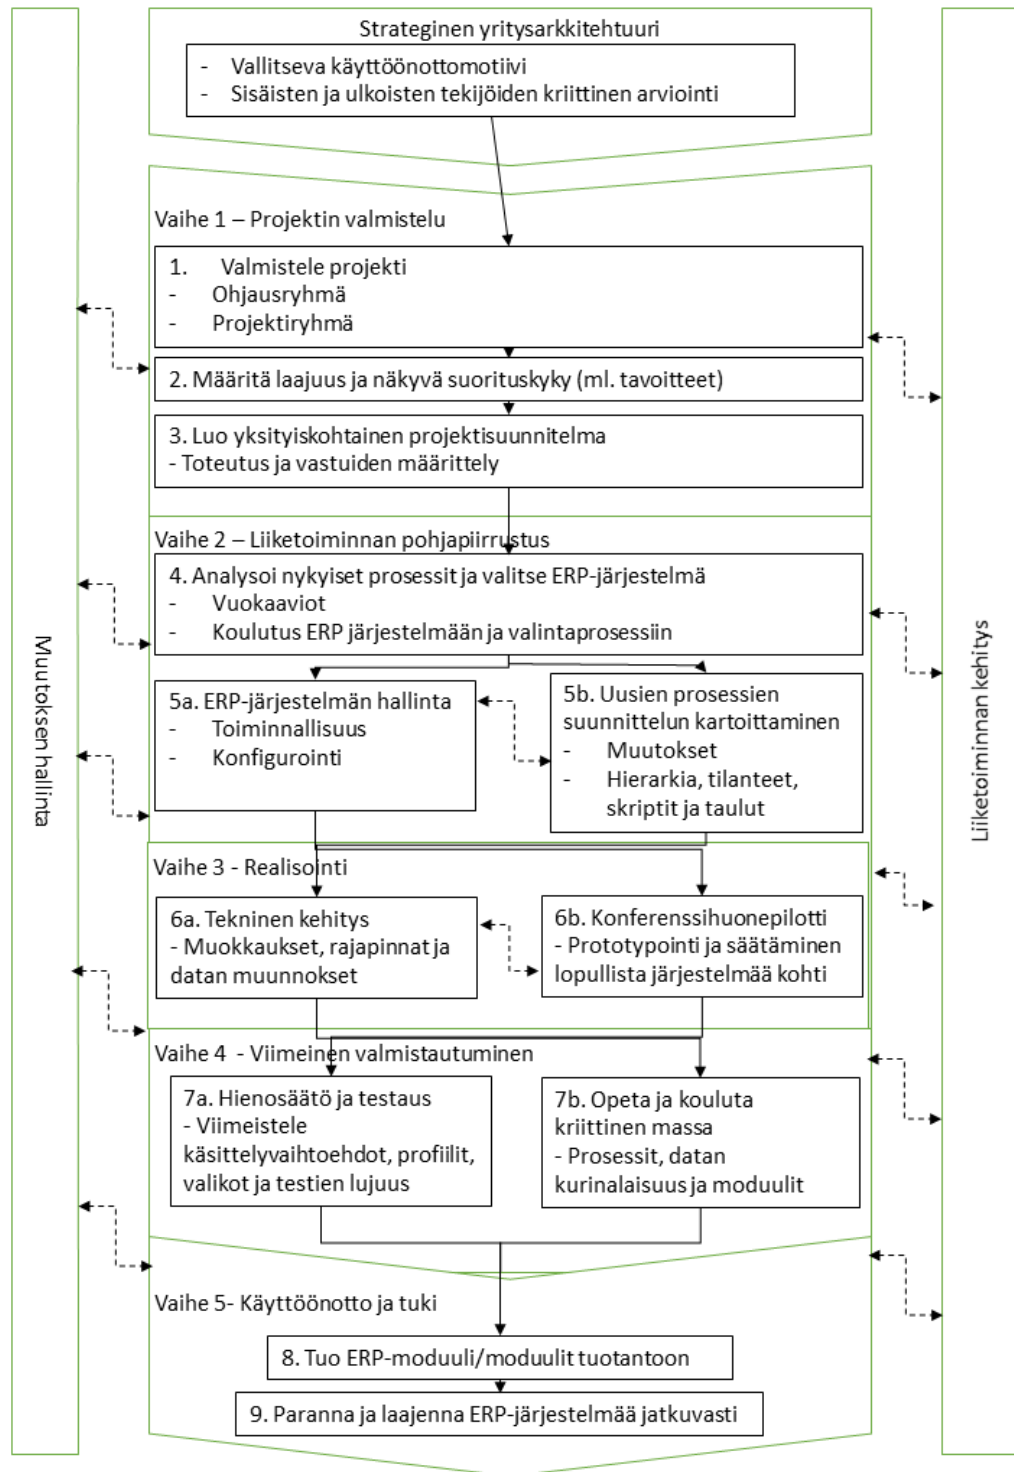 Strateginen yritysarkkitehtuuri
- Vallitseva käyttöönottomotiivi
- Sisäisten ja ulkoisten tekijöiden kriittinen arviointi
Vaihe 1 – Projektin valmistelu
1. Valmistele projekti
- Ohjausryhmä
- Projektiryhmä
2. Määritä laajuus ja näkyvä suorituskyky (ml. tavoitteet)
3. Luo yksityiskohtainen projektisuunnitelma
- Toteutus ja vastuiden määrittely
Vaihe 2 – Liiketoiminnan pohjapiirrustus
4. Analysoi nykyiset prosessit ja valitse ERP-järjestelmä
- Vuokaaviot
- Koulutus ERP järjestelmään ja valintaprosessiin
5a. ERP-järjestelmän hallinta
- Toiminnallisuus
- Konfigurointi
5b. Uusien prosessien
suunnittelun kartoittaminen
- Muutokset
- Hierarkia, tilanteet,
skriptit ja taulut
Vaihe 3 - Realisointi
6a. Tekninen kehitys
- Muokkaukset, rajapinnat ja
datan muunnokset
6b. Konferenssihuonepilotti
- Prototypointi ja säätäminen
lopullista järjestelmää kohti
Vaihe 4 - Viimeinen valmistautuminen
7a. Hienosäätö ja testaus
- Viimeistele
käsittelyvaihtoehdot, profiilit,
valikot ja testien lujuus
7b. Opeta ja kouluta
kriittinen massa
- Prosessit, datan
kurinalaisuus ja moduulit
Vaihe 5- Käyttöönotto ja tuki
8. Tuo ERP-moduuli/moduulit tuotantoon
9. Paranna ja laajenna ERP-järjestelmää jatkuvasti
Muutoksen hallinta
Liiketoiminnan kehitys